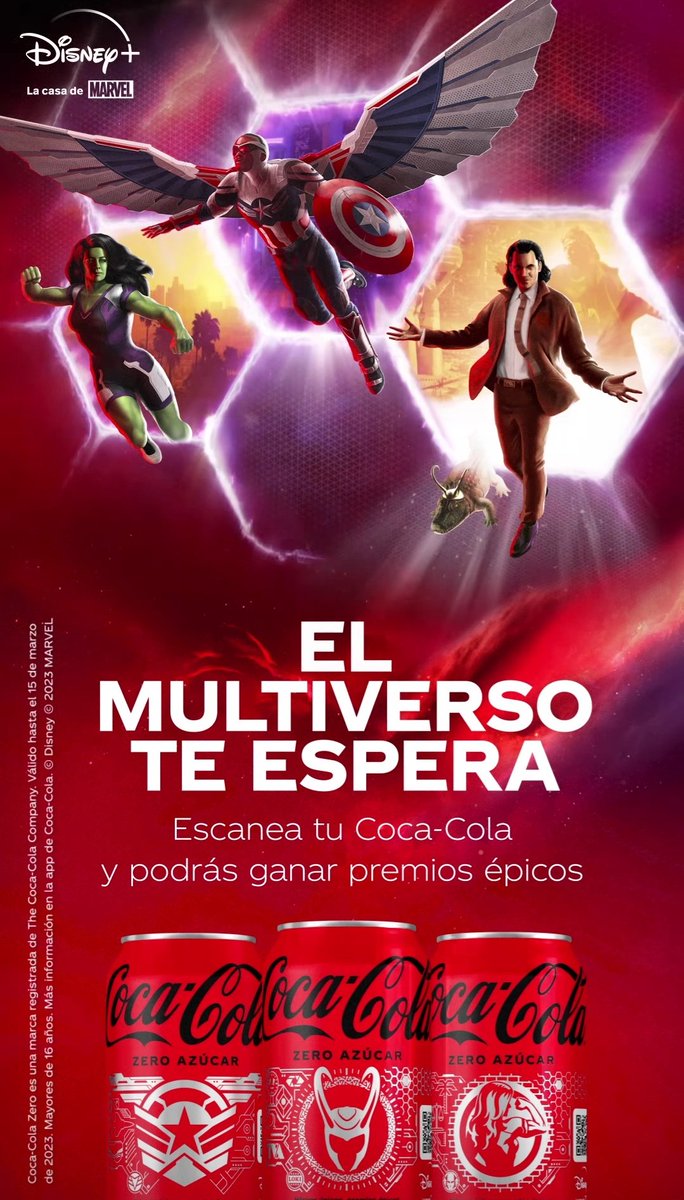 Disney+
La casa de MARVEL
EL
MULTIVERSO
TE ESPERA
Escanea tu Coca-Cola
y podrás ganar premios épicos
Coca-Cola Zero es una marca registrada de The Coca-Cola Company. Válido hasta el 15 de marzo
de 2023. Mayores de 16 años. Más información en la app de Coca-Cola. © Disney © 2023 MARVEL
Coca-Cola
ZERO AZÚCAR
Coca-Cola
ZERO AZÚCAR
LOKI
Coca-Cola
ZERO AZÚCAR